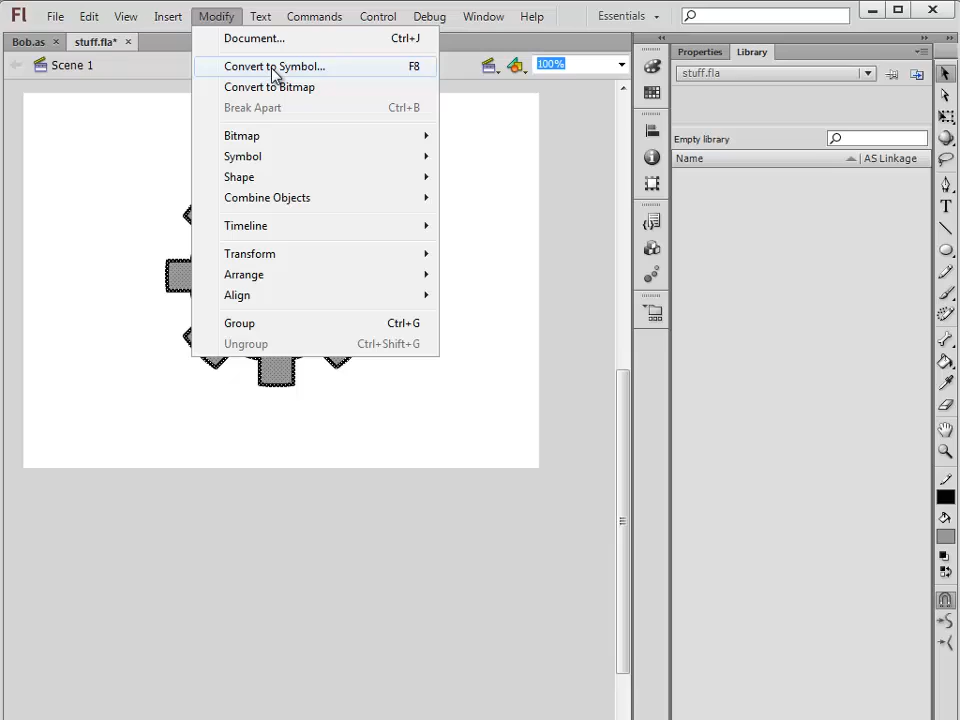 Fl File Edit View Insert Modify Text Commands Control Debug Window Help Essentials
Bob.as × stuff.fla* ×
Scene 1 100%
Document... Ctrl+J
Convert to Symbol... F8
Convert to Bitmap
Break Apart Ctrl+B
Bitmap
Symbol
Shape
Combine Objects
Timeline
Transform
Arrange
Align
Group Ctrl+G
Ungroup Ctrl+Shift+G
Properties Library
stuff.fla
Empty library
Name AS Linkage
T